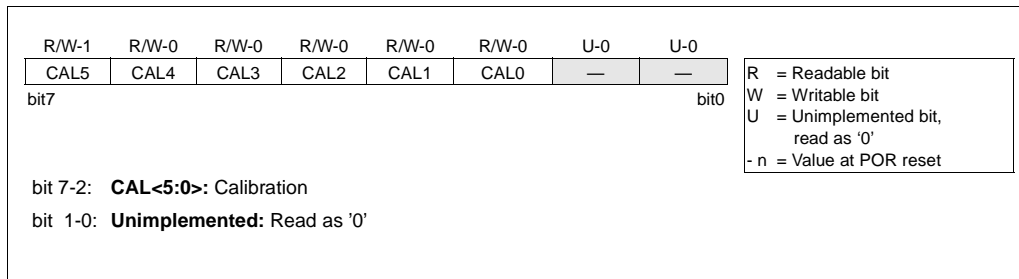 R/W-1 R/W-0 R/W-0 R/W-0 R/W-0 R/W-0 U-0 U-0
CAL5 CAL4 CAL3 CAL2 CAL1 CAL0 — —
bit7 bit0
R = Readable bit
W = Writable bit
U = Unimplemented bit,
read as ‘0’
- n = Value at POR reset
bit 7-2: CAL<5:0>: Calibration
bit 1-0: Unimplemented: Read as ’0’